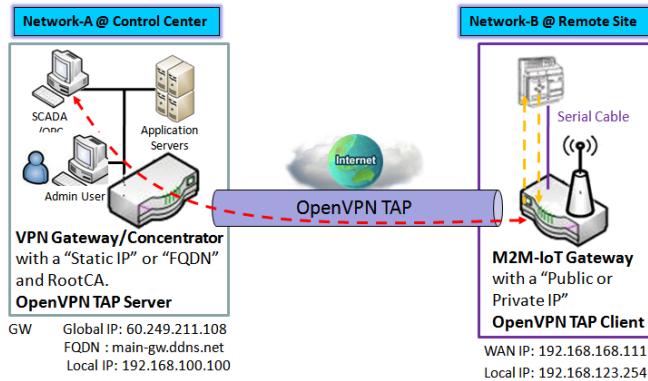 Network-A @ Control Center
Network-B @ Remote Site
SCADA
Application
Servers
Admin User
Serial Cable
Internet
OpenVPN TAP
VPN Gateway/Concentrator
with a “Static IP” or “FQDN”
and RootCA.
OpenVPN TAP Server
M2M-IoT Gateway
with a “Public or
Private IP”
OpenVPN TAP Client
GW Global IP: 60.249.211.108
FQDN : main-gw.ddns.net
Local IP: 192.168.100.100
WAN IP: 192.168.168.111
Local IP: 192.168.123.254